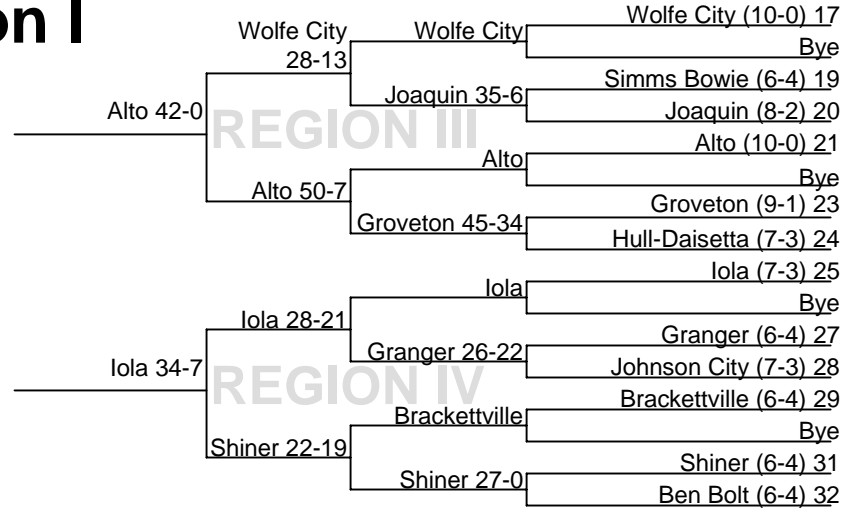 on I
Wolfe City (10-0) 17
Wolfe City
Wolfe City
Bye
28-13
Simms Bowie (6-4) 19
Joaquin 35-6
Alto 42-0
Joaquin (8-2) 20
REGION III
Alto (10-0) 21
Alto
Bye
Alto 50-7
Groveton (9-1) 23
Groveton 45-34
Hull-Daisetta (7-3) 24
Iola (7-3) 25
Iola
Bye
Iola 28-21
Granger (6-4) 27
Granger 26-22
Iola 34-7
Johnson City (7-3) 28
REGION IV
Brackettville (6-4) 29
Brackettville
Bye
Shiner 22-19
Shiner (6-4) 31
Shiner 27-0
Ben Bolt (6-4) 32